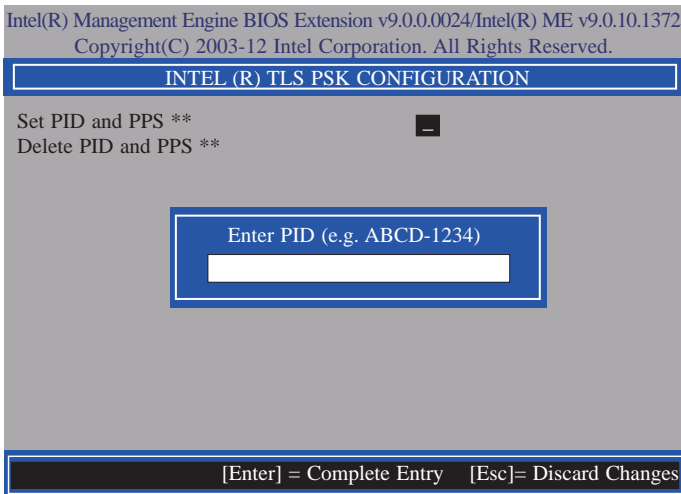 Intel(R) Management Engine BIOS Extension v9.0.0.0024/Intel(R) ME v9.0.10.1372
Copyright(C) 2003-12 Intel Corporation. All Rights Reserved.
INTEL (R) TLS PSK CONFIGURATION
Set PID and PPS ** _
Delete PID and PPS **
Enter PID (e.g. ABCD-1234)
[Enter] = Complete Entry [Esc]= Discard Changes